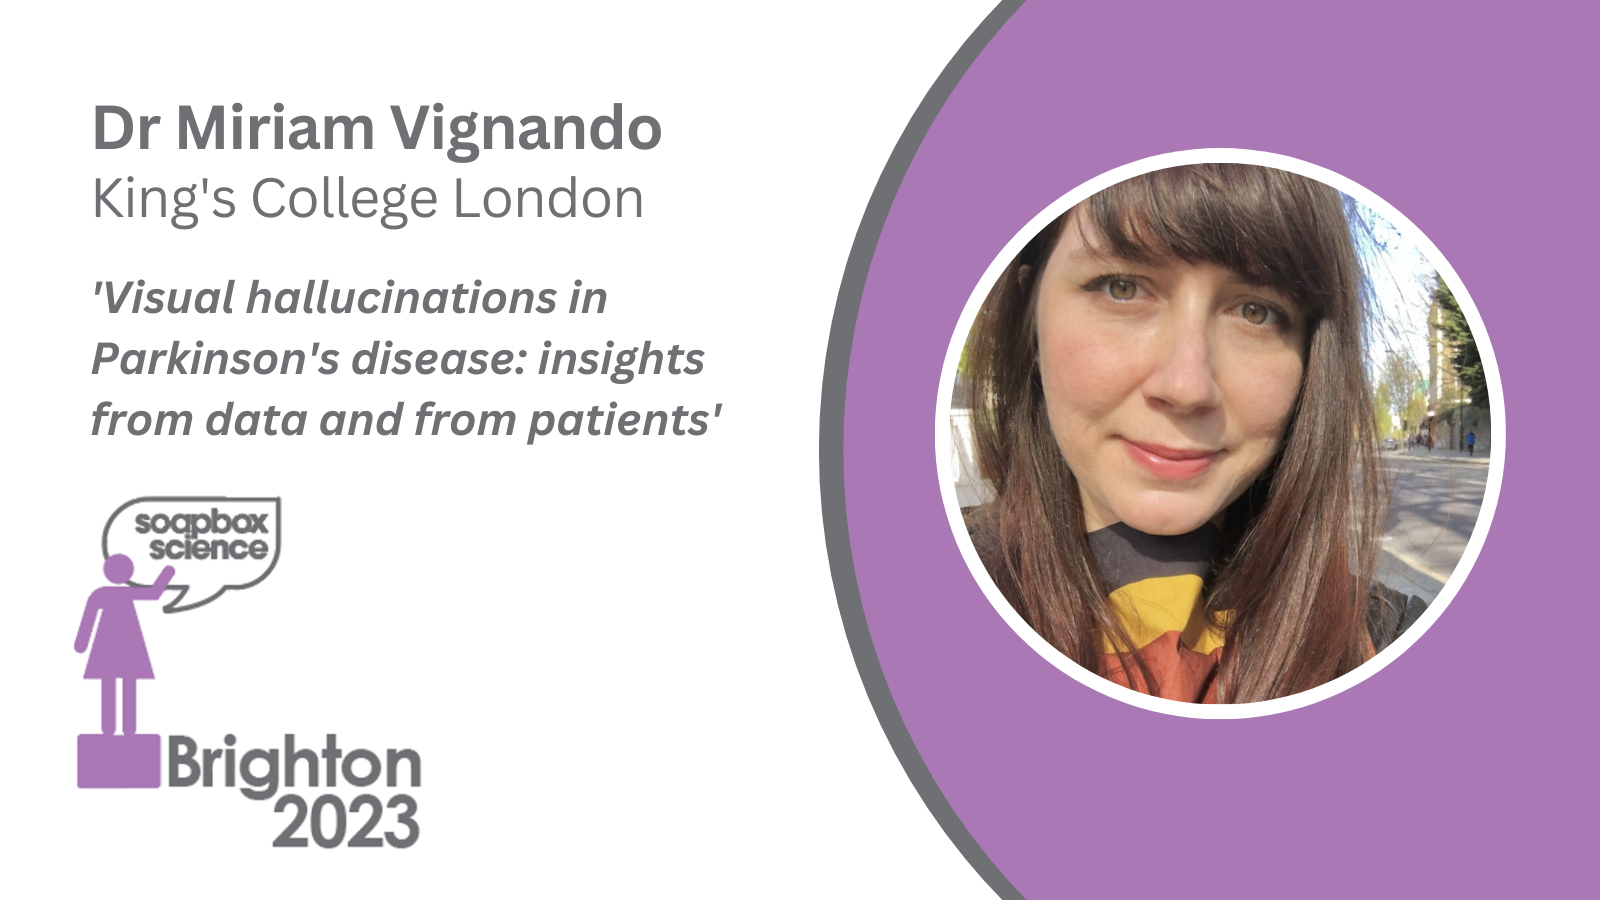 Dr Miriam Vignando
King's College London
'Visual hallucinations in
Parkinson's disease: insights
from data and from patients'
soapbox
science
Brighton
2023